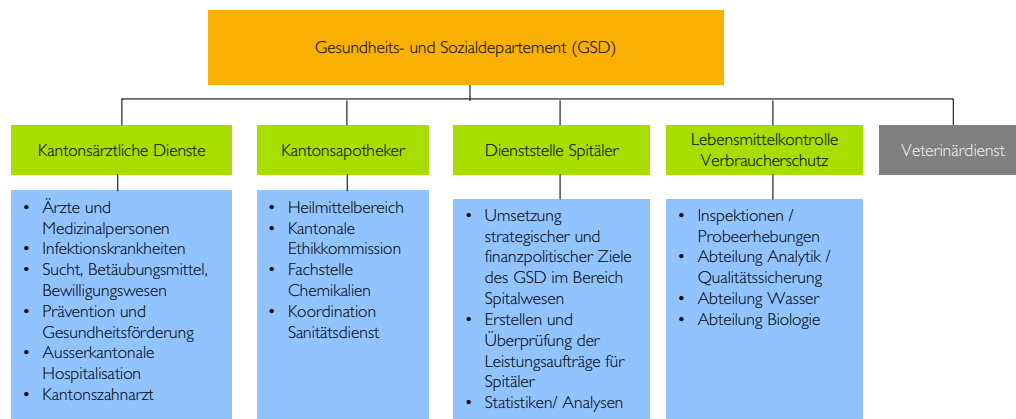 Gesundheits- und Sozialdepartement (GSD)
Kantonsärztliche Dienste
Kantonsapotheker
Dienststelle Spitäler
Lebensmittelkontrolle
Verbraucherschutz
Veterinärdienst
• Ärzte und
Medizinalpersonen
• Infektionskrankheiten
• Sucht, Betäubungsmittel,
Bewilligungswesen
• Prävention und
Gesundheitsförderung
• Ausserkantonale
Hospitalisation
• Kantonszahnarzt
• Heilmittelbereich
• Kantonale
Ethikkommission
• Fachstelle
Chemikalien
• Koordination
Sanitätsdienst
• Umsetzung
strategischer und
finanzpolitischer Ziele
des GSD im Bereich
Spitalwesen
• Erstellen und
Überprüfung der
Leistungsaufträge für
Spitäler
• Statistiken/ Analysen
• Inspektionen /
Probeerhebungen
• Abteilung Analytik /
Qualitätssicherung
• Abteilung Wasser
• Abteilung Biologie